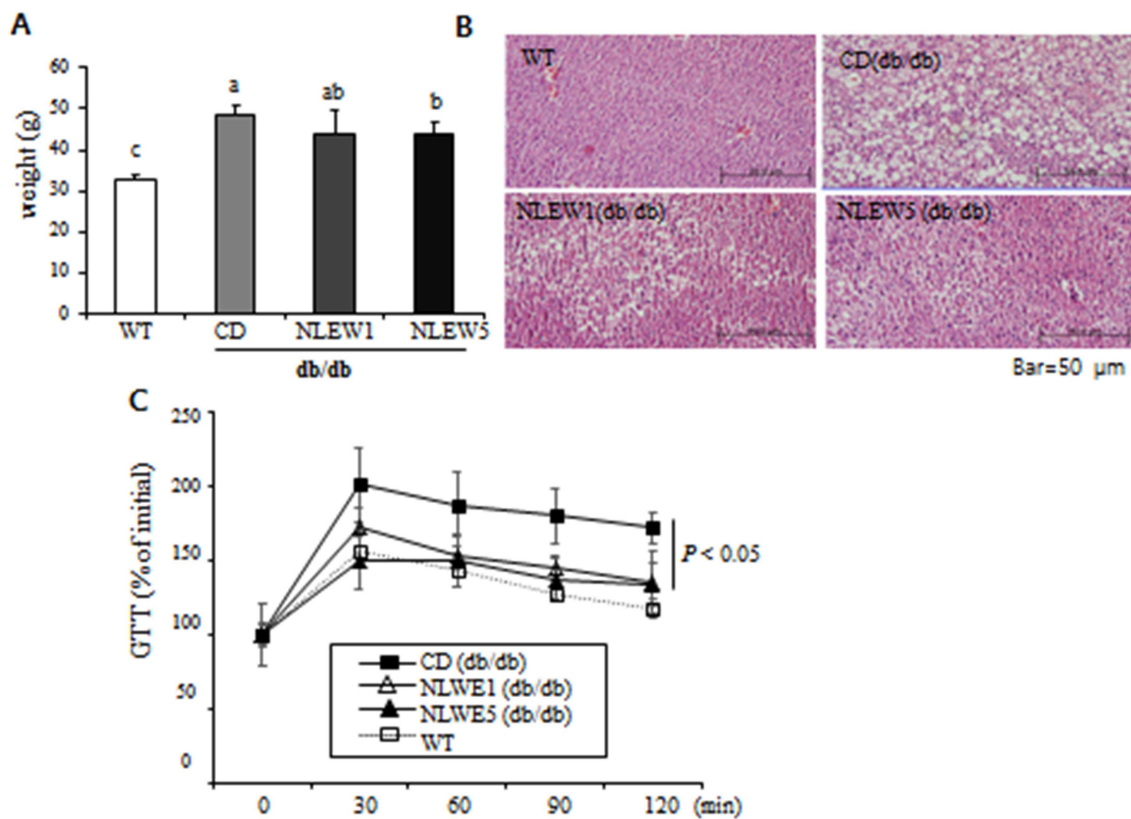 A
weight (g)
70
60
50
40
30
20
10
0
c
a
ab
b
WT
CD
NLEW1
NLEW5
db/db
B
WT
CD(db/db)
NLEW1(db/db)
NLEW5 (db/db)
Bar=50 µm
C
GTT (% of initial)
250
200
150
100
50
0
P < 0.05
CD (db/db)
NLWE1 (db/db)
NLWE5 (db/db)
WT
0
30
60
90
120
(min)